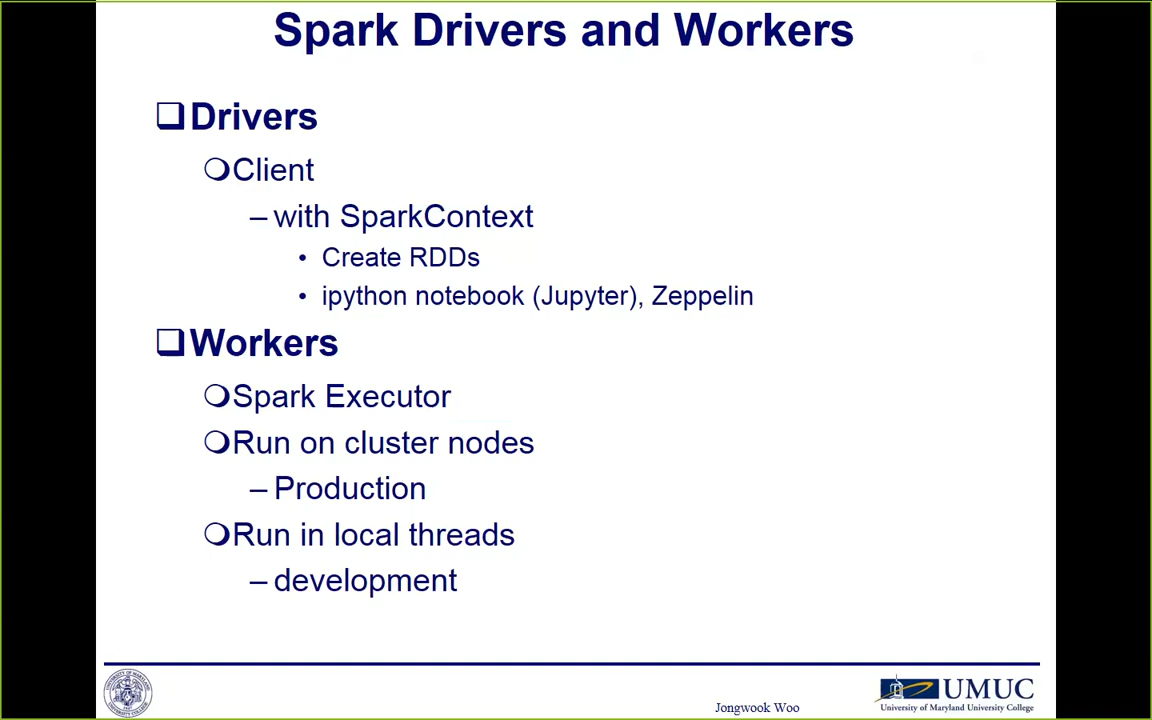 Spark Drivers and Workers
❑Drivers
❍Client
– with SparkContext
• Create RDDs
• ipython notebook (Jupyter), Zeppelin
❑Workers
❍Spark Executor
❍Run on cluster nodes
– Production
❍Run in local threads
– development
Jongwook Woo
UMUC
University of Maryland University College